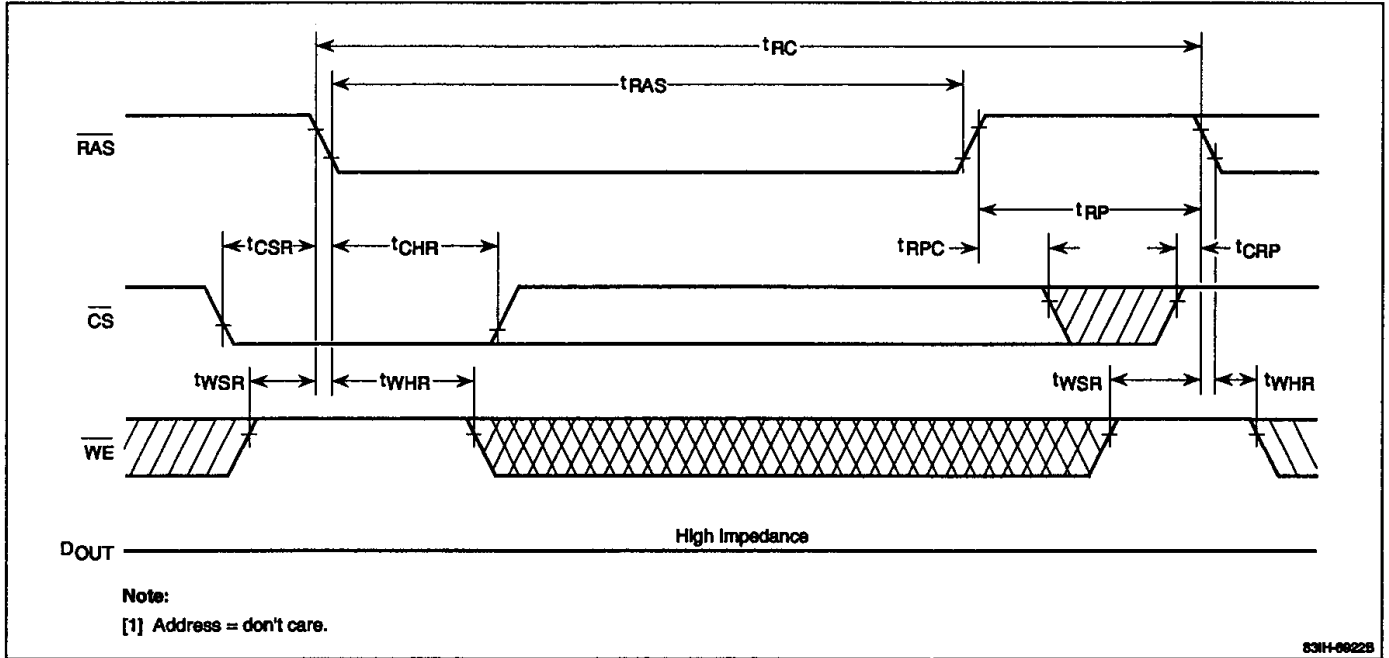 tRC
tRAS
RAS
tRP
tCSR
tCHR
tRPC
tCRP
CS
tWSR
tWHR
tWSR
tWHR
WE
DOUT
High Impedance
Note:
[1] Address = don't care.
83IH-6922B